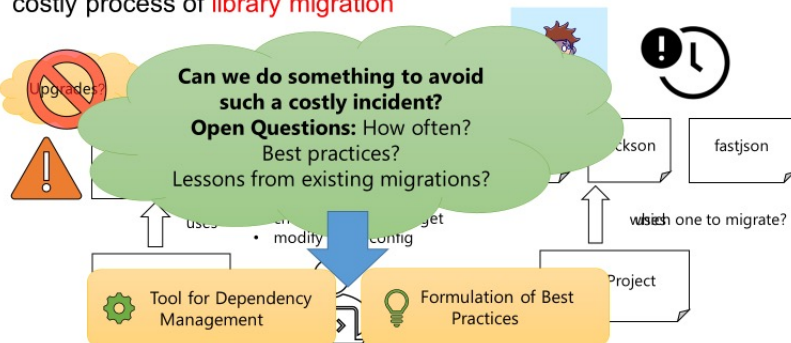 costly process of library migration
Upgrades?
Can we do something to avoid
such a costly incident?
Open Questions: How often?
Best practices?
Lessons from existing migrations?
ckson
fastjson
uses
get
• modify
config
which one to migrate?
Project
Tool for Dependency
Management
Formulation of Best
Practices